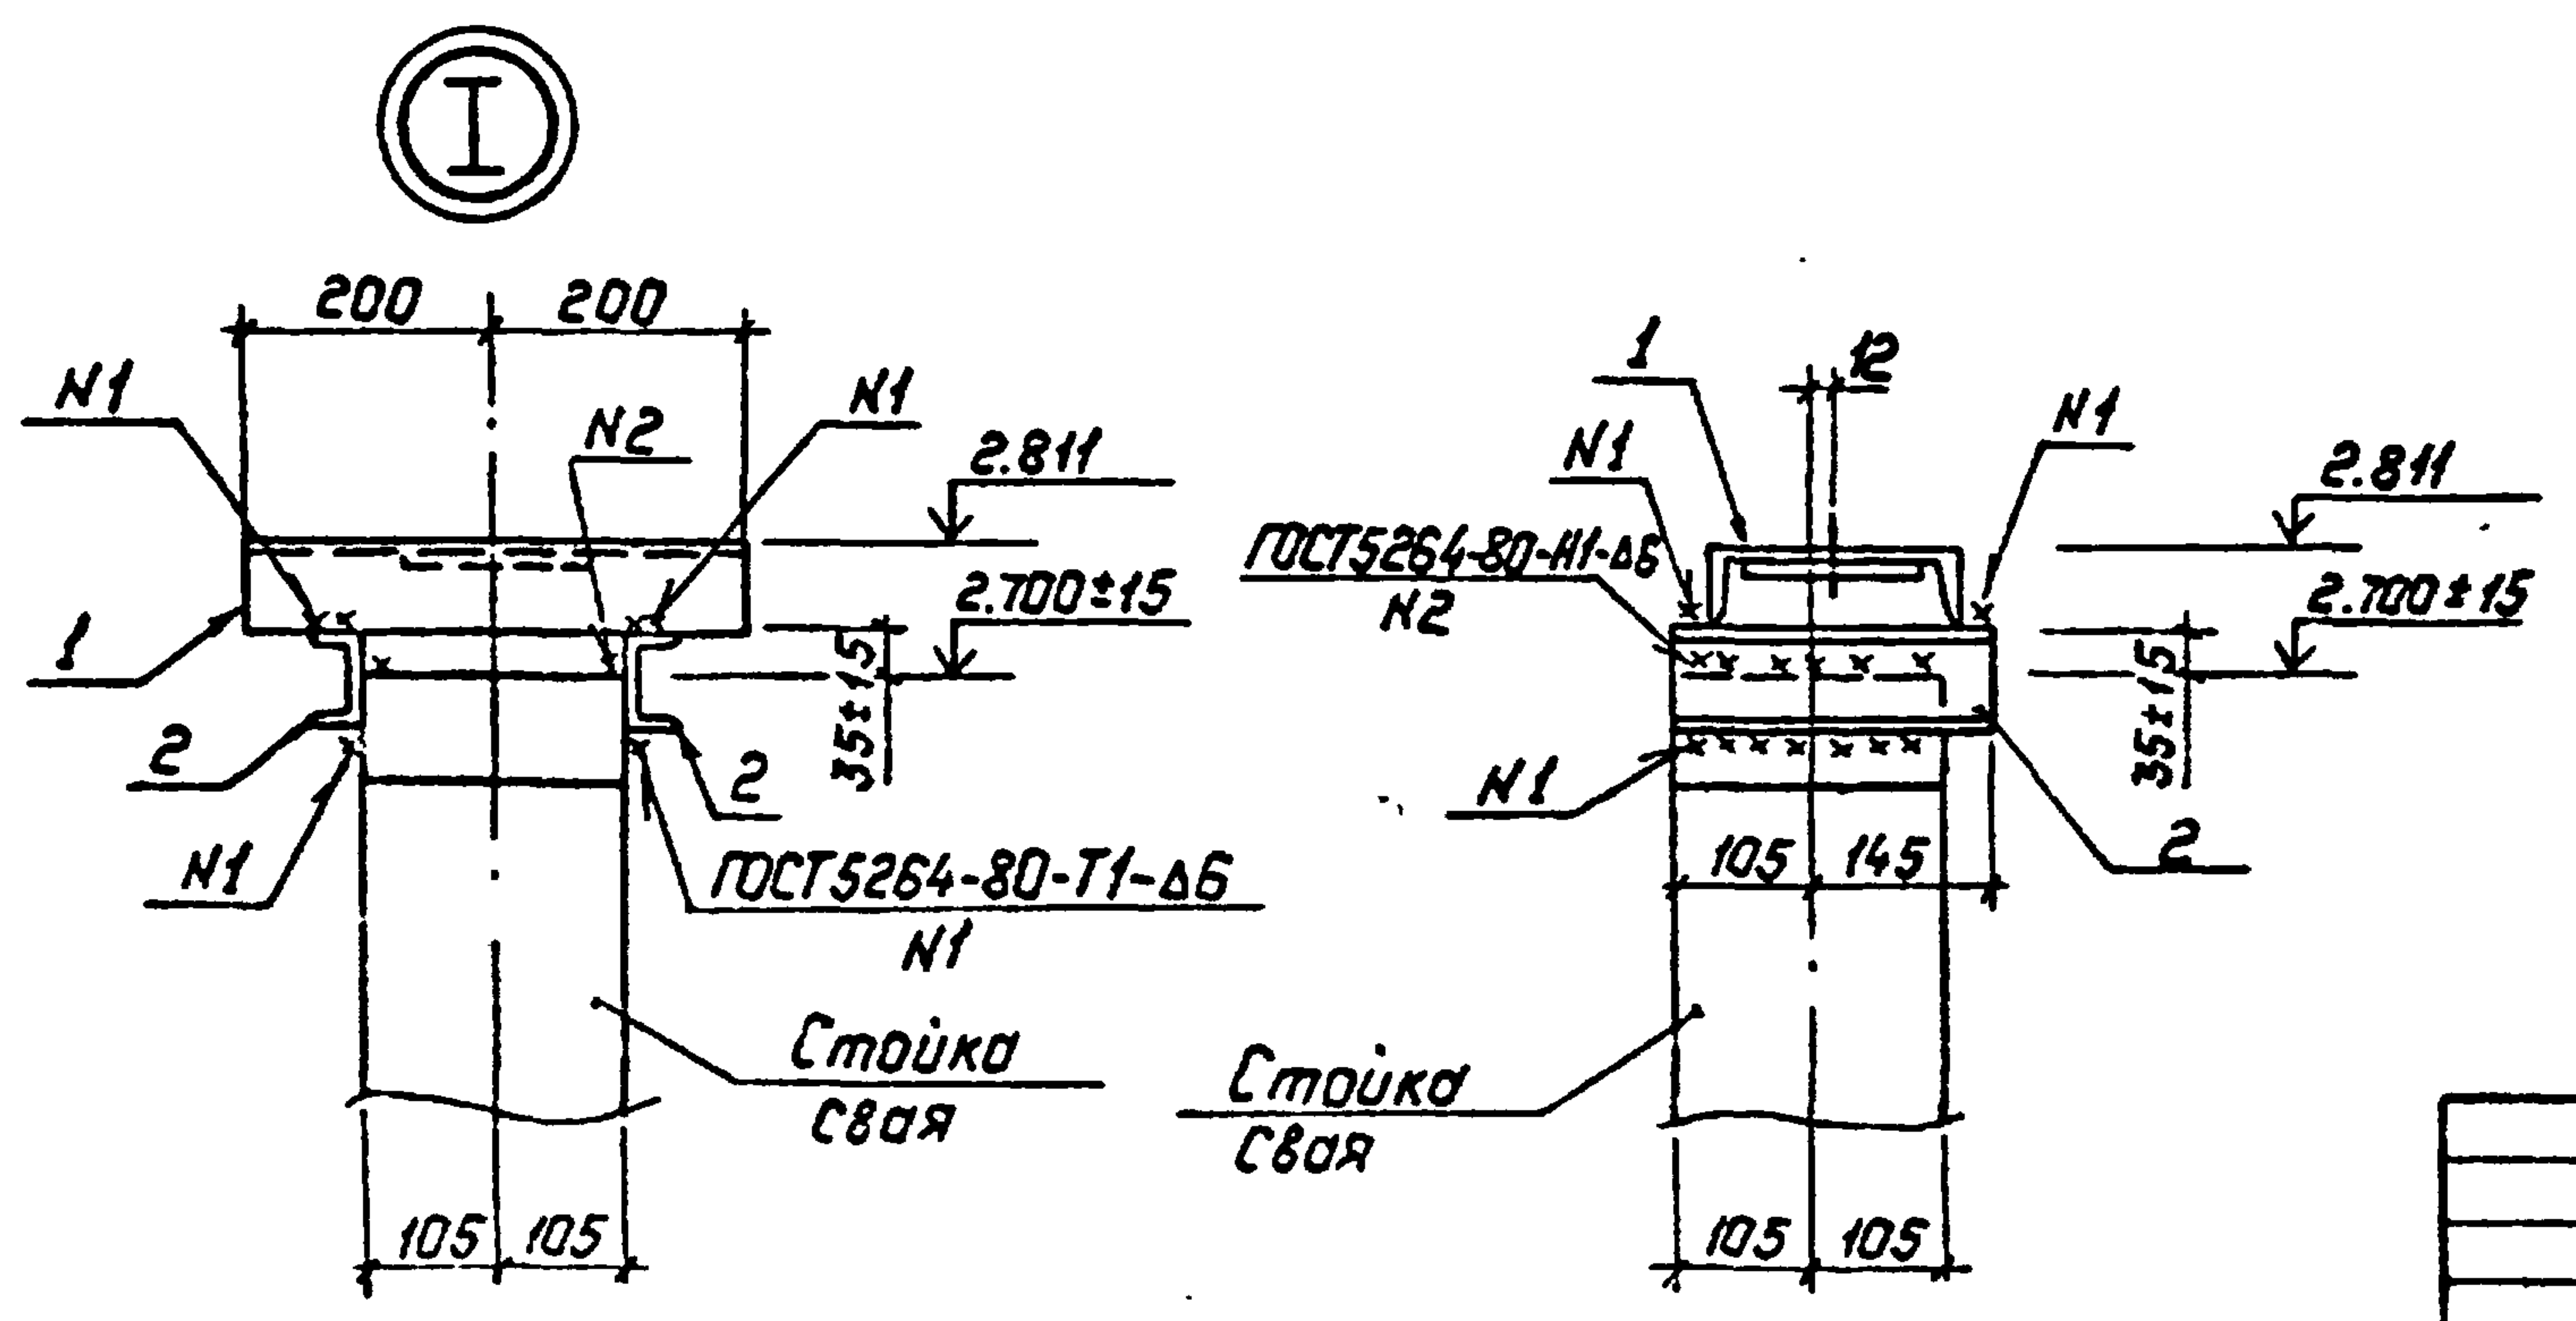 I
200 200
N1
N2
N1
2.811
2.700±15
35±15
1
2
2
N1
ГОСТ5264-80-Т1-Δ6
N1
Стойка
свая
105 105
1
12
N1
N1
2.811
ГОСТ5264-80-Н1-Δ6
N2
2.700±15
35±15
N1
2
105 145
Стойка
свая
105 105